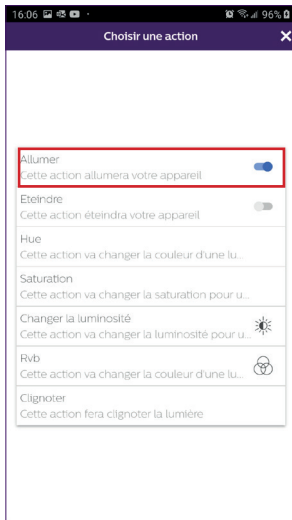 16:06 96%
Choisir une action ×
Allumer
Cette action allumera votre appareil
Eteindre
Cette action éteindra votre appareil
Hue
Cette action va changer la couleur d'une lu...
Saturation
Cette action va changer la saturation pour u...
Changer la luminosité
Cette action va changer la luminosité pour u...
Rvb
Cette action va changer la couleur d'une lu...
Clignoter
Cette action fera clignoter la lumière